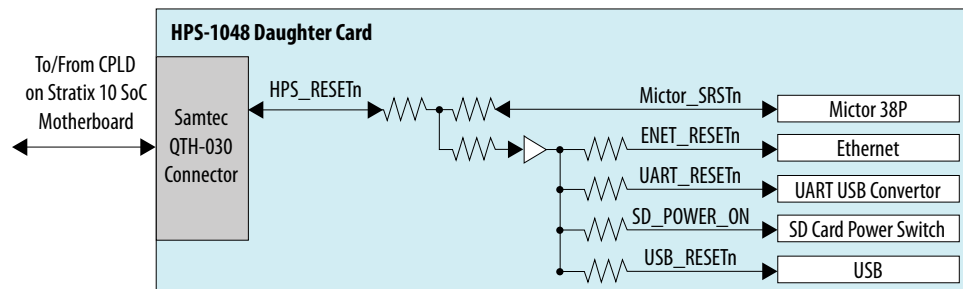 HPS-1048 Daughter Card
To/From CPLD
on Stratix 10 SoC
Motherboard
Samtec
QTH-030
Connector
HPS_RESETn
Mictor_SRSTn
Mictor 38P
ENET_RESETn
Ethernet
UART_RESETn
UART USB Convertor
SD_POWER_ON
SD Card Power Switch
USB_RESETn
USB